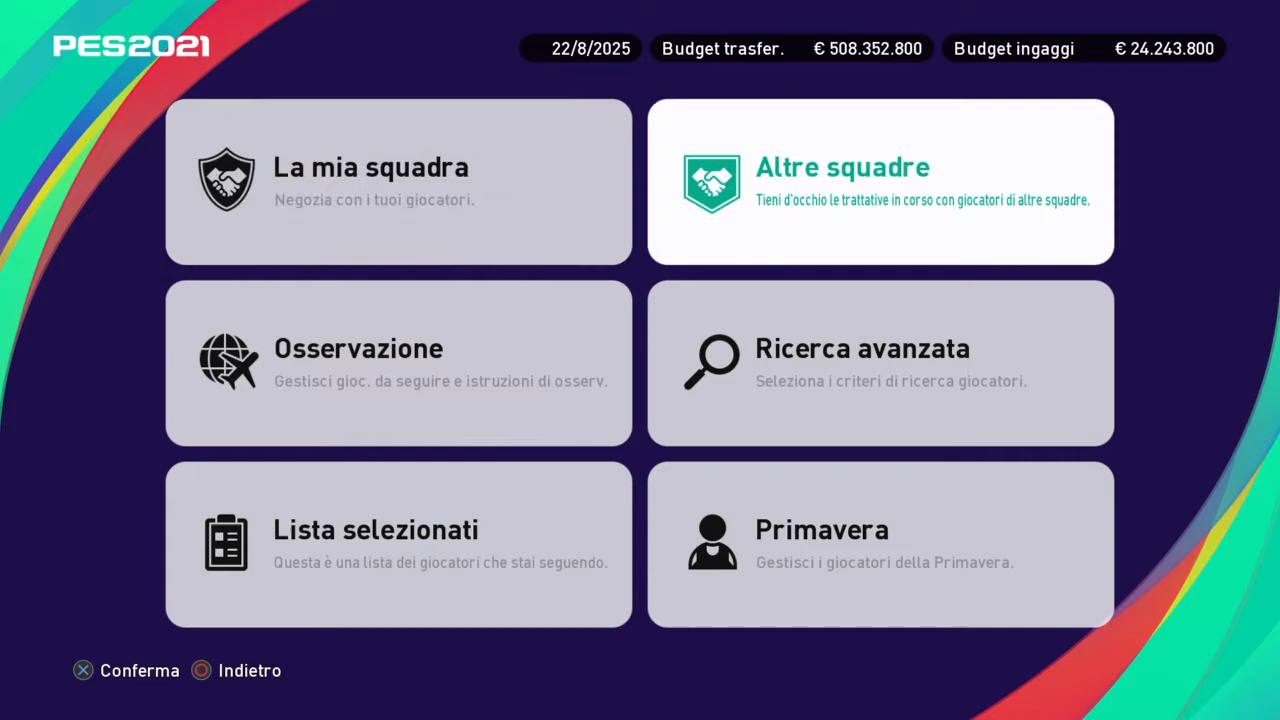 PES2021
22/8/2025 Budget trasfer. € 508.352.800 Budget ingaggi € 24.243.800
La mia squadra
Negozia con i tuoi giocatori.
Altre squadre
Tieni d'occhio le trattative in corso con giocatori di altre squadre.
Osservazione
Gestisci gioc. da seguire e istruzioni di osserv.
Ricerca avanzata
Seleziona i criteri di ricerca giocatori.
Lista selezionati
Questa è una lista dei giocatori che stai seguendo.
Primavera
Gestisci i giocatori della Primavera.
Conferma Indietro